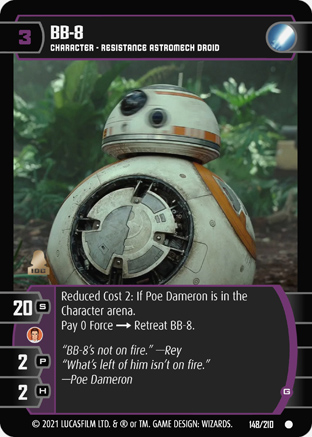 3
BB-8
CHARACTER - RESISTANCE ASTROMECH DROID
20 S
2 P
2 H
Reduced Cost 2: If Poe Dameron is in the
Character arena.
Pay 0 Force → Retreat BB-8.
"BB-8's not on fire." —Rey
"What's left of him isn't on fire."
—Poe Dameron
G
© 2021 LUCASFILM LTD. & ® or TM. GAME DESIGN: WIZARDS.
148/210